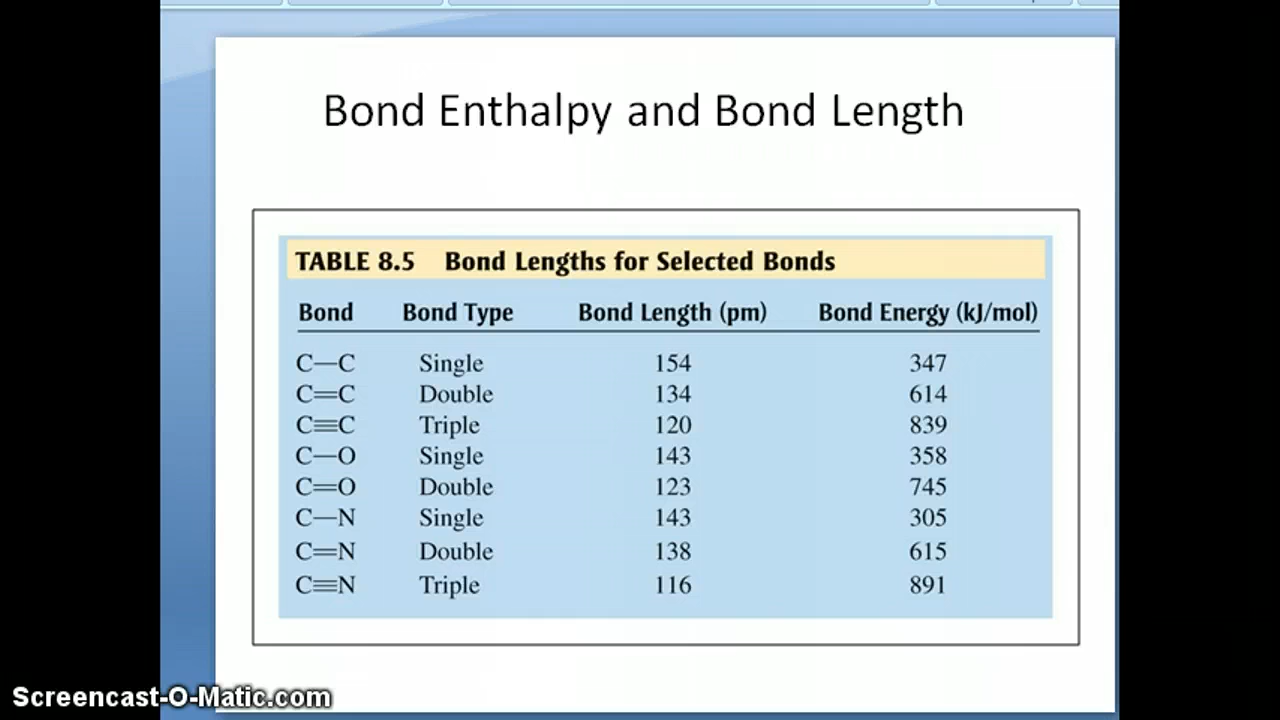 Bond Enthalpy and Bond Length
TABLE 8.5 Bond Lengths for Selected Bonds
Bond Bond Type Bond Length (pm) Bond Energy (kJ/mol)
C—C Single 154 347
C=C Double 134 614
C≡C Triple 120 839
C—O Single 143 358
C=O Double 123 745
C—N Single 143 305
C=N Double 138 615
C≡N Triple 116 891
Screencast-O-Matic.com